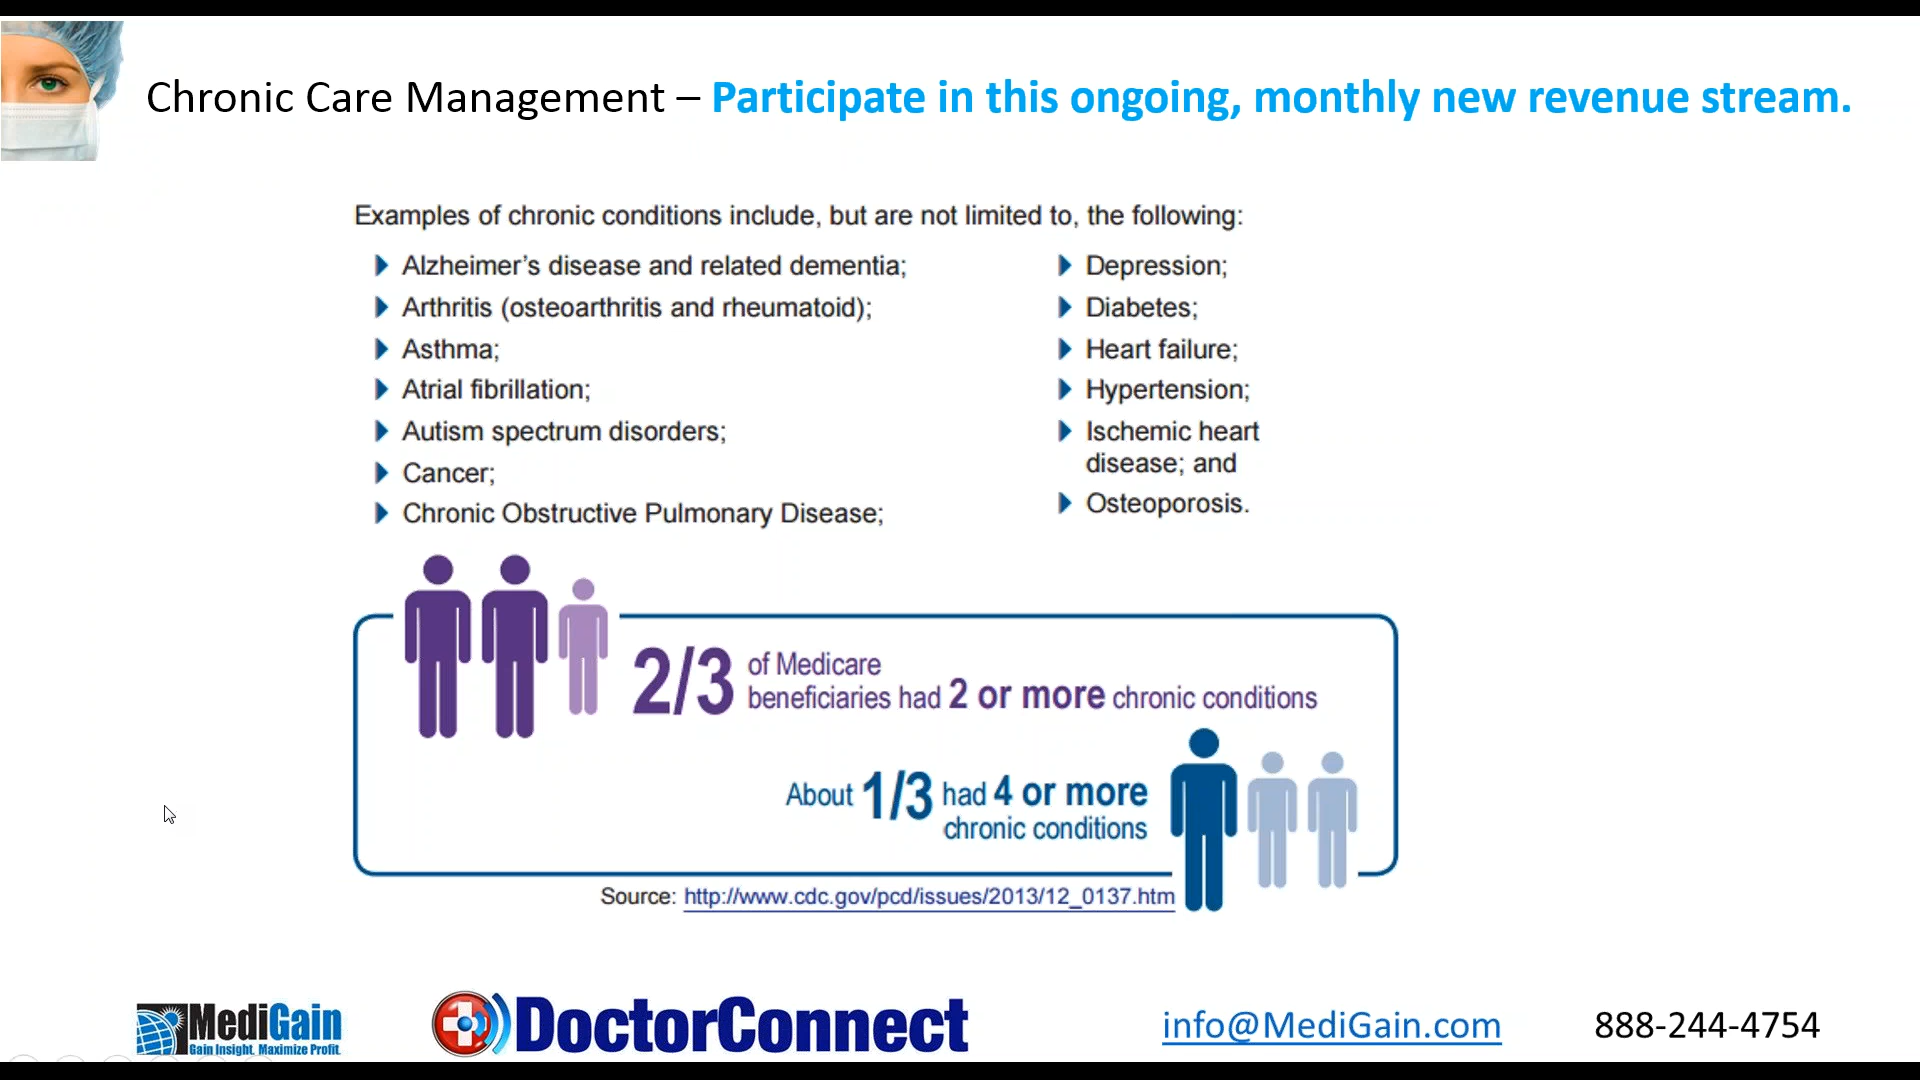 Chronic Care Management – Participate in this ongoing, monthly new revenue stream.
Examples of chronic conditions include, but are not limited to, the following:
Alzheimer’s disease and related dementia;
Arthritis (osteoarthritis and rheumatoid);
Asthma;
Atrial fibrillation;
Autism spectrum disorders;
Cancer;
Chronic Obstructive Pulmonary Disease;
Depression;
Diabetes;
Heart failure;
Hypertension;
Ischemic heart
disease; and
Osteoporosis.
2/3 of Medicare
beneficiaries had 2 or more chronic conditions
About 1/3 had 4 or more
chronic conditions
Source: http://www.cdc.gov/pcd/issues/2013/12_0137.htm
MediGain
Gain Insight. Maximize Profit.
DoctorConnect
info@MediGain.com
888-244-4754